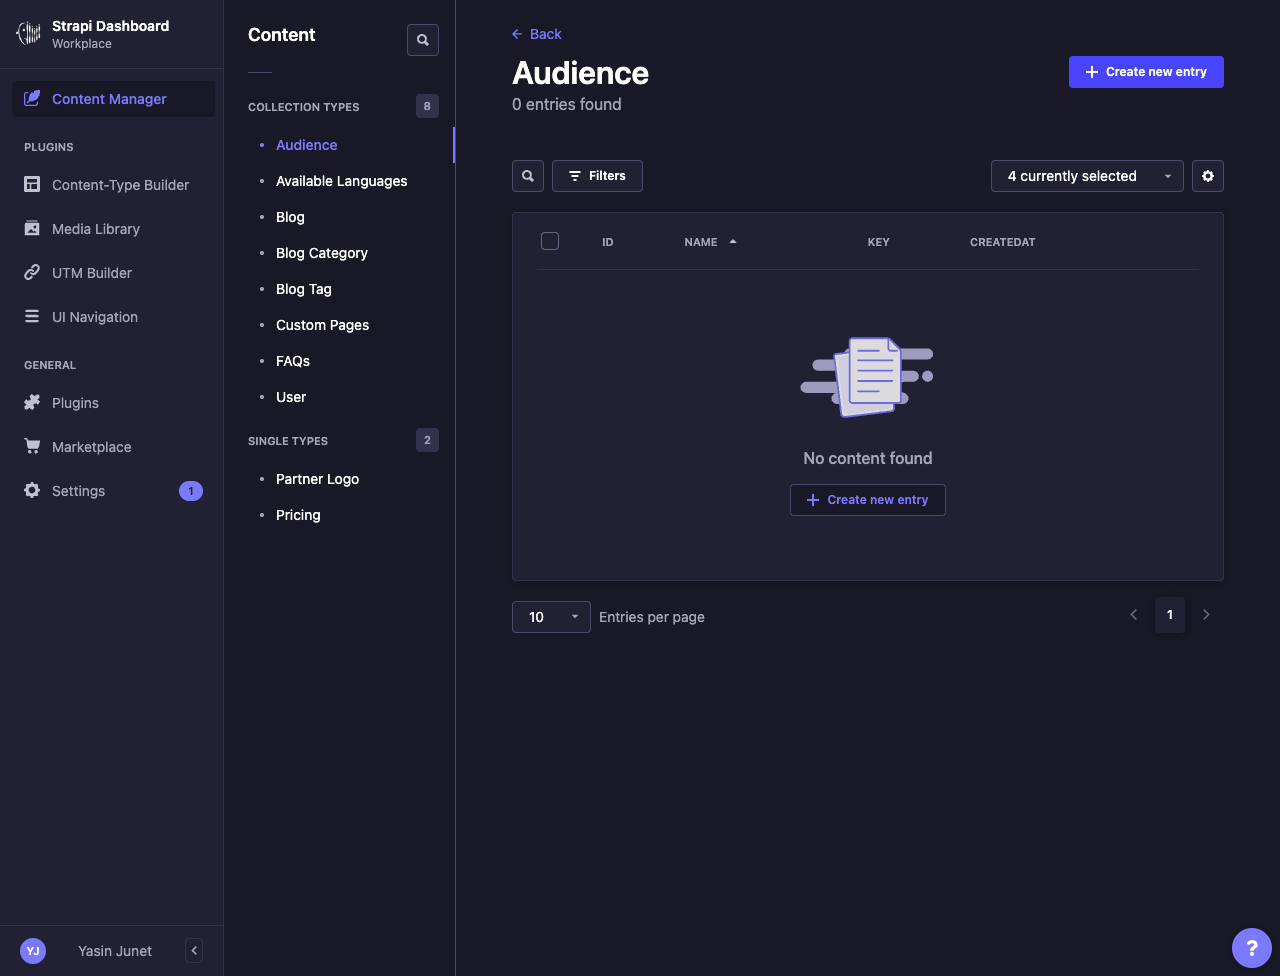 Strapi Dashboard
Workplace
Content Manager
PLUGINS
Content-Type Builder
Media Library
UTM Builder
UI Navigation
GENERAL
Plugins
Marketplace
Settings
1
YJ
Yasin Junet
Content
COLLECTION TYPES
8
Audience
Available Languages
Blog
Blog Category
Blog Tag
Custom Pages
FAQs
User
SINGLE TYPES
2
Partner Logo
Pricing
Back
Audience
Create new entry
0 entries found
Filters
4 currently selected
ID NAME KEY CREATEDAT
No content found
Create new entry
10
Entries per page
1
?